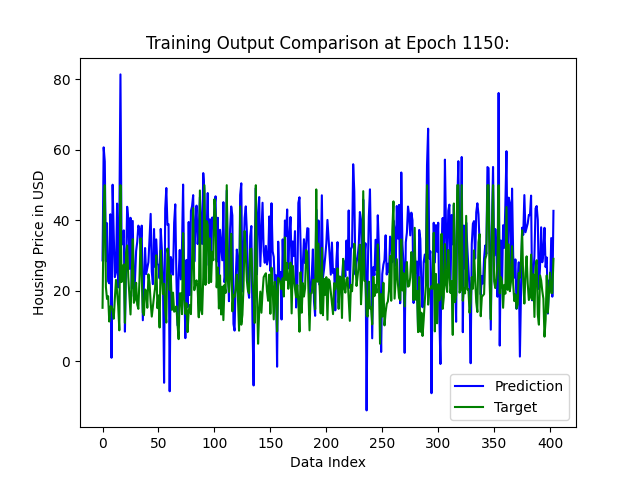 Training Output Comparison at Epoch 1150:
80
60
40
20
0
Housing Price in USD
Prediction
Target
0 50 100 150 200 250 300 350 400
Data Index